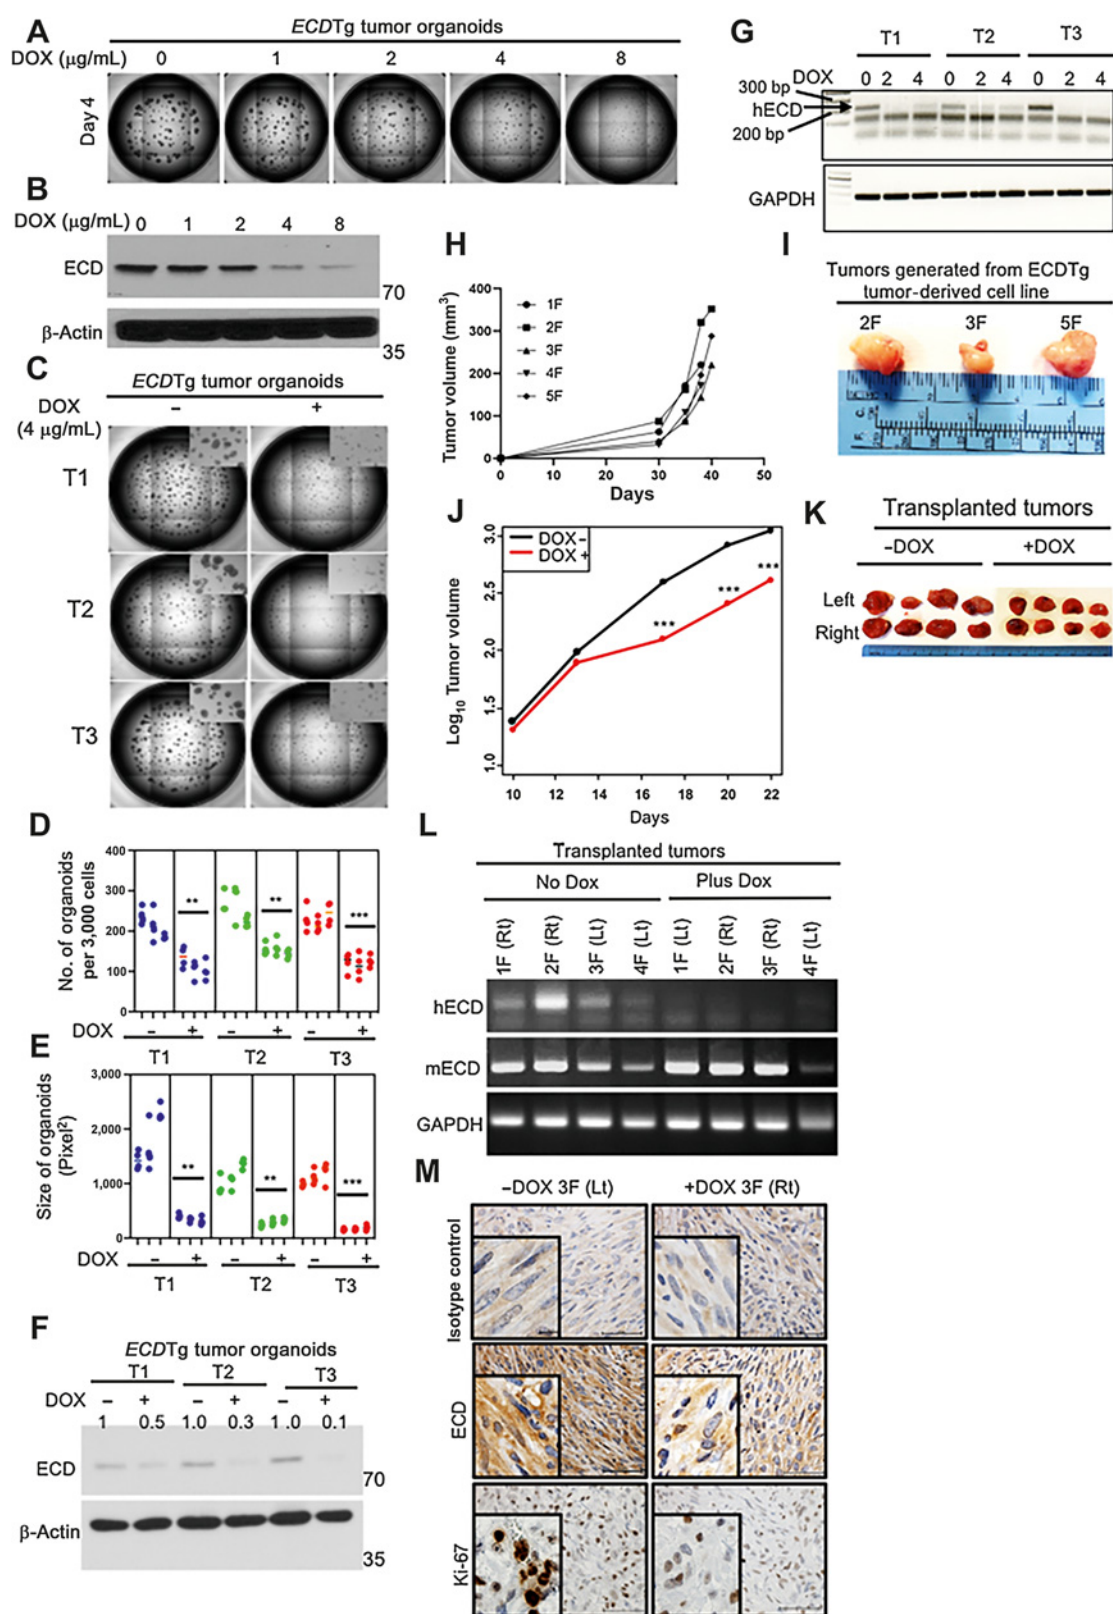 A
ECDTg tumor organoids
DOX (µg/mL) 0 1 2 4 8
Day 4
B
DOX (µg/mL) 0 1 2 4 8
ECD
70
β-Actin
35
C
ECDTg tumor organoids
DOX – +
(4 µg/mL)
T1
T2
T3
D
No. of organoids
per 3,000 cells
400
300
200
100
0
** ** ***
DOX – + – + – +
T1 T2 T3
E
Size of organoids
(Pixel²)
3,000
2,000
1,000
0
** ** ***
DOX – + – + – +
T1 T2 T3
F
ECDTg tumor organoids
T1 T2 T3
DOX – + – + – +
1 0.5 1.0 0.3 1.0 0.1
ECD
70
β-Actin
35
G
T1 T2 T3
DOX 0 2 4 0 2 4 0 2 4
300 bp
hECD
200 bp
GAPDH
H
Tumor volume (mm³)
400
300
200
100
0
1F
2F
3F
4F
5F
0 10 20 30 40 50
Days
I
Tumors generated from ECDTg
tumor-derived cell line
2F 3F 5F
J
Log₁₀ Tumor volume
3.0
2.5
2.0
1.5
1.0
DOX –
DOX +
*** *** ***
10 12 14 16 18 20 22
Days
K
Transplanted tumors
–DOX +DOX
Left
Right
L
Transplanted tumors
No Dox Plus Dox
1F (Rt) 2F (Rt) 3F (Lt) 4F (Lt) 1F (Lt) 2F (Rt) 3F (Rt) 4F (Lt)
hECD
mECD
GAPDH
M
–DOX 3F (Lt) +DOX 3F (Rt)
Isotype control
ECD
Ki-67